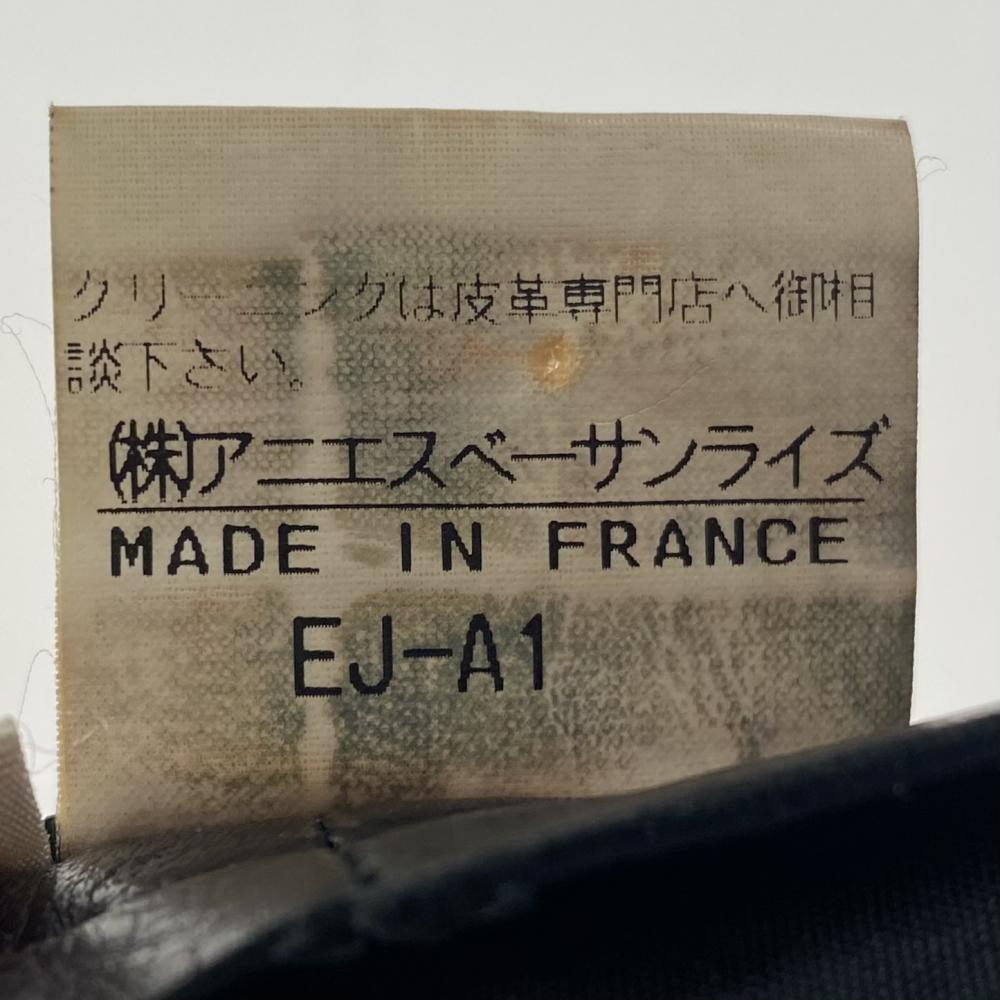 クリーニングは皮革専門店へ御相
談下さい。
(株)アニエスベーサンライズ
MADE IN FRANCE
EJ-A1